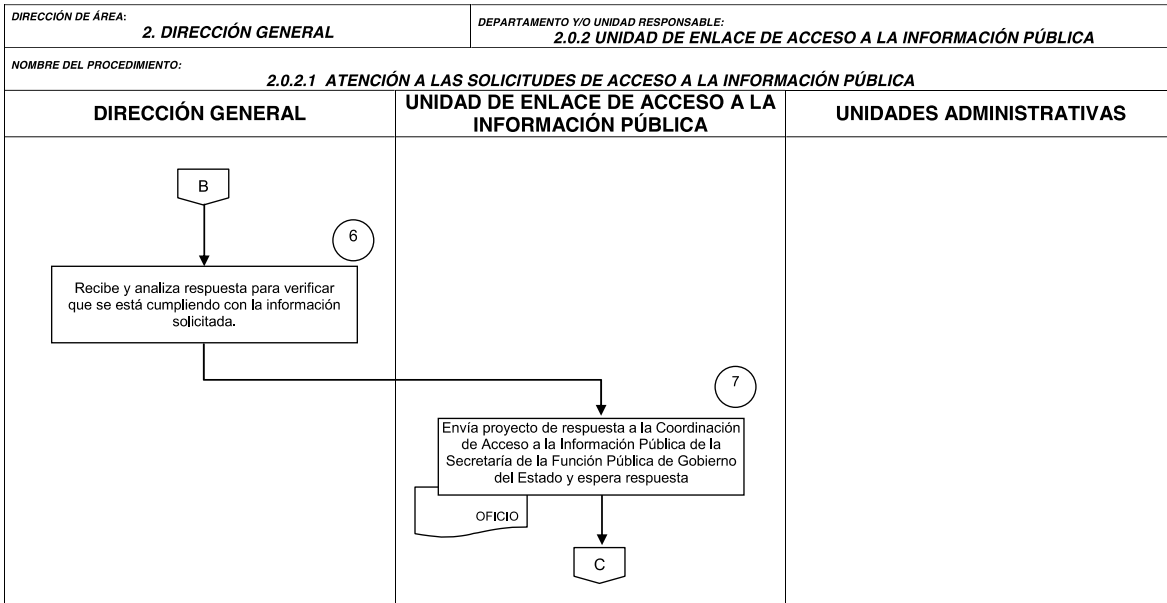 DIRECCIÓN DE ÁREA:
2. DIRECCIÓN GENERAL
DEPARTAMENTO Y/O UNIDAD RESPONSABLE:
2.0.2 UNIDAD DE ENLACE DE ACCESO A LA INFORMACIÓN PÚBLICA
NOMBRE DEL PROCEDIMIENTO:
2.0.2.1 ATENCIÓN A LAS SOLICITUDES DE ACCESO A LA INFORMACIÓN PÚBLICA
DIRECCIÓN GENERAL
UNIDAD DE ENLACE DE ACCESO A LA
INFORMACIÓN PÚBLICA
UNIDADES ADMINISTRATIVAS
B
6
Recibe y analiza respuesta para verificar
que se está cumpliendo con la información
solicitada.
7
Envía proyecto de respuesta a la Coordinación
de Acceso a la Información Pública de la
Secretaría de la Función Pública de Gobierno
del Estado y espera respuesta
OFICIO
C